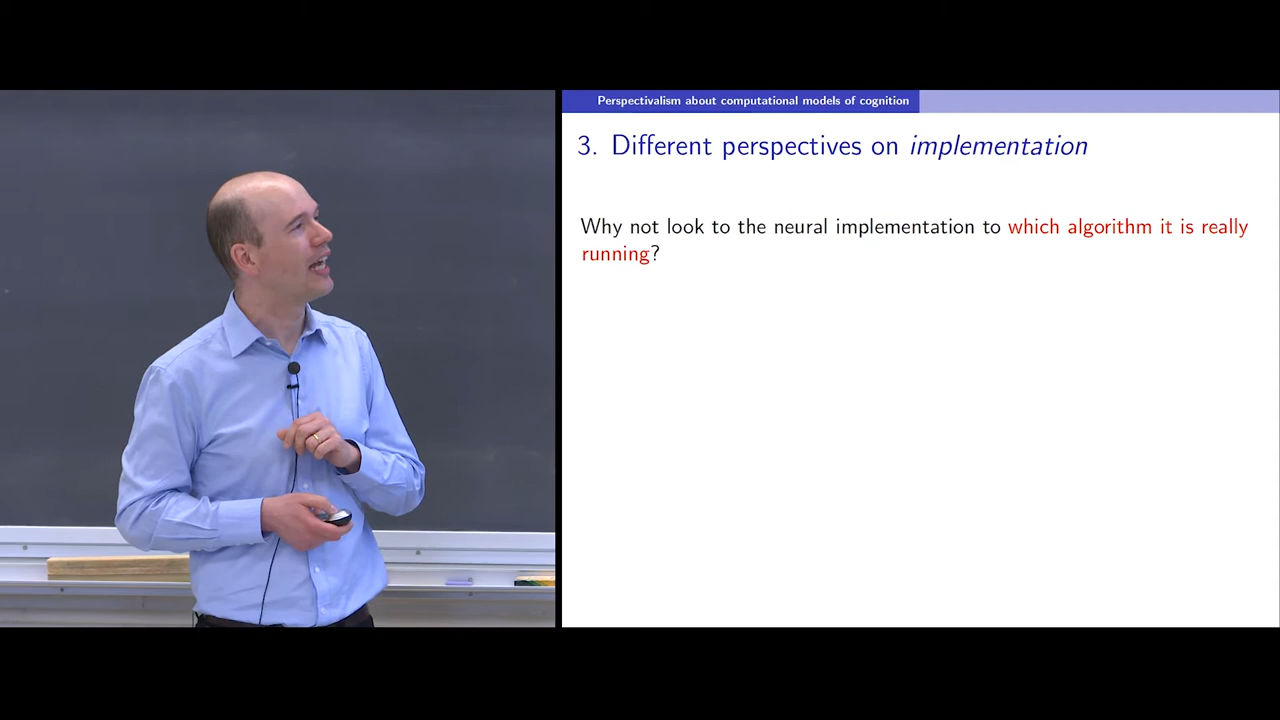 Perspectivalism about computational models of cognition
3. Different perspectives on implementation
Why not look to the neural implementation to which algorithm it is really
running?